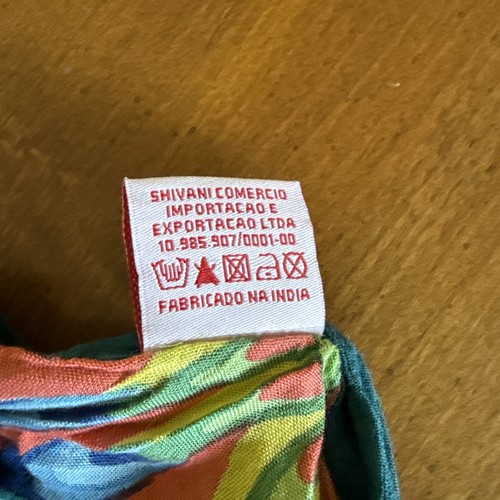 SHIVANI COMERCIO
IMPORTACAO E
EXPORTACAO LTDA
10.985.907/0001-00
FABRICADO NA INDIA